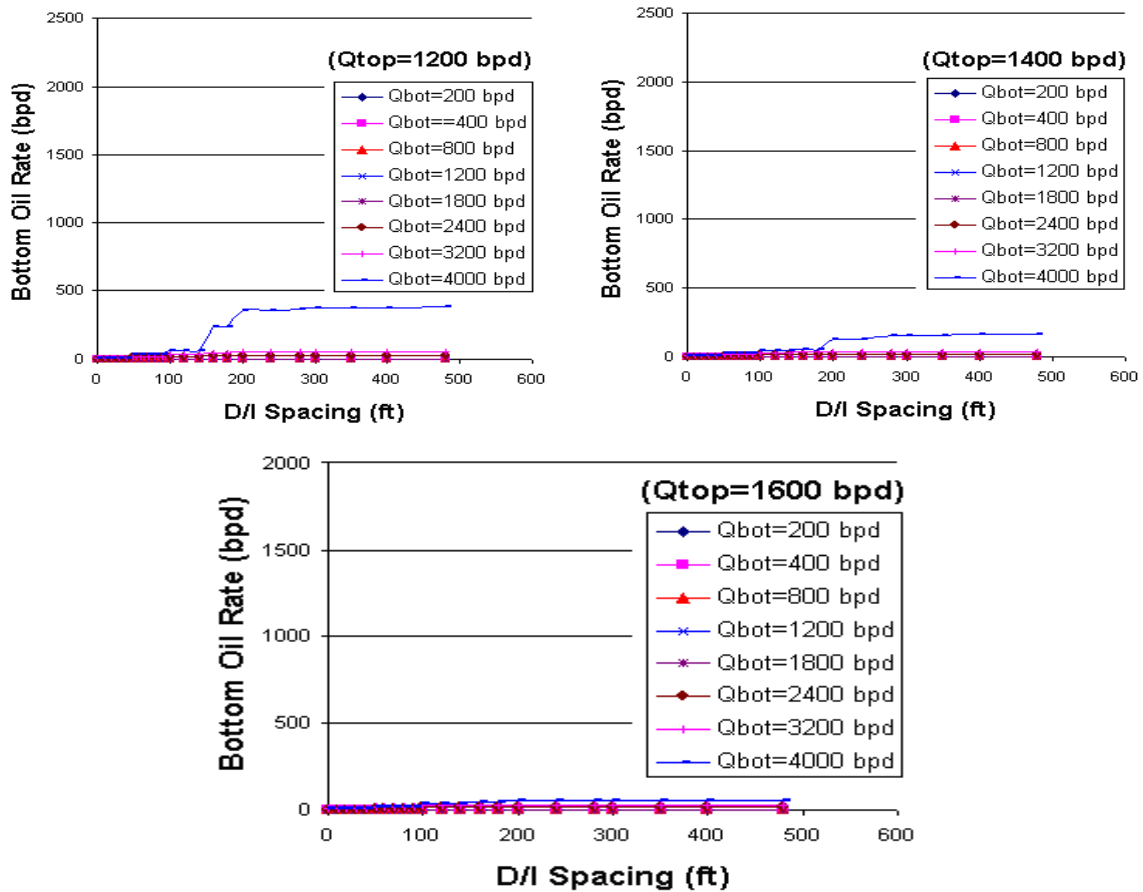 2500
2000
1500
1000
500
0
Bottom Oil Rate (bpd)
(Qtop=1200 bpd)
Qbot=200 bpd
Qbot==400 bpd
Qbot=800 bpd
Qbot=1200 bpd
Qbot=1800 bpd
Qbot=2400 bpd
Qbot=3200 bpd
Qbot=4000 bpd
0 100 200 300 400 500 600
D/I Spacing (ft)
2500
2000
1500
1000
500
0
Bottom Oil Rate (bpd)
(Qtop=1400 bpd)
Qbot=200 bpd
Qbot=400 bpd
Qbot=800 bpd
Qbot=1200 bpd
Qbot=1800 bpd
Qbot=2400 bpd
Qbot=3200 bpd
Qbot=4000 bpd
0 100 200 300 400 500 600
D/I Spacing (ft)
2000
1500
1000
500
0
Bottom Oil Rate (bpd)
(Qtop=1600 bpd)
Qbot=200 bpd
Qbot=400 bpd
Qbot=800 bpd
Qbot=1200 bpd
Qbot=1800 bpd
Qbot=2400 bpd
Qbot=3200 bpd
Qbot=4000 bpd
0 100 200 300 400 500 600
D/I Spacing (ft)